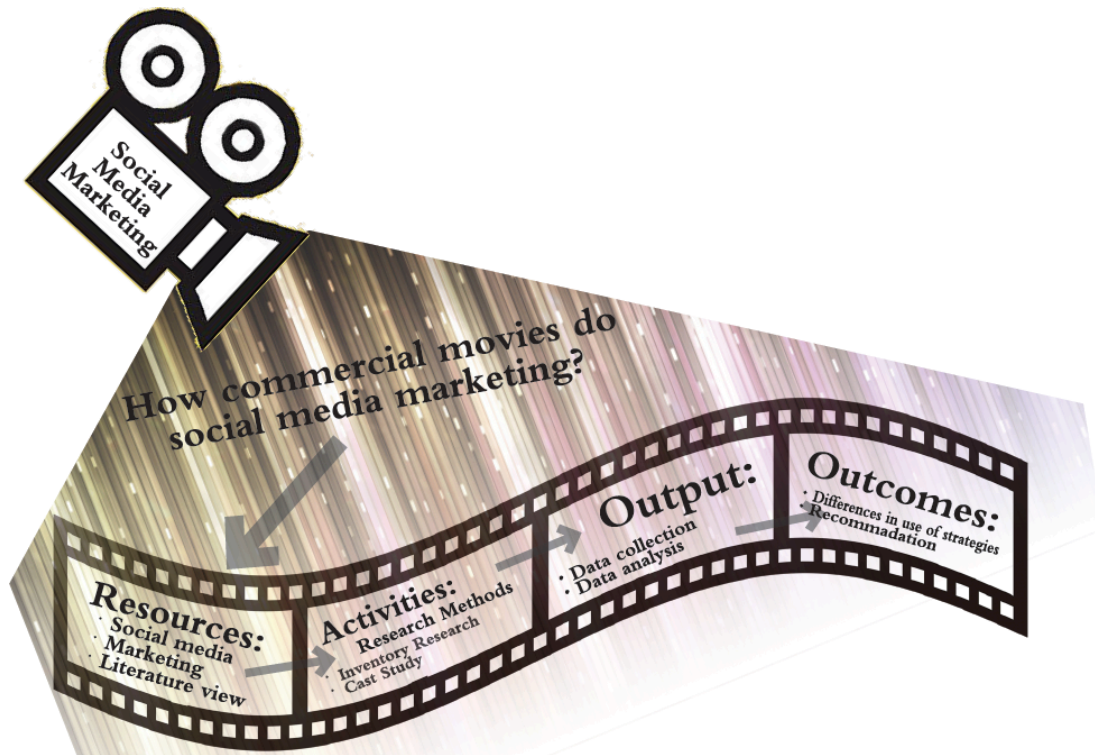 Social
Media
Marketing
How commercial movies do
social media marketing?
Resources:
· Social media
· Marketing
· Literature view
Activities:
Research Methods
· Inventory Research
· Cast Study
Output:
· Data collection
· Data analysis
Outcomes:
· Differences in use of strategies
· Recommadation